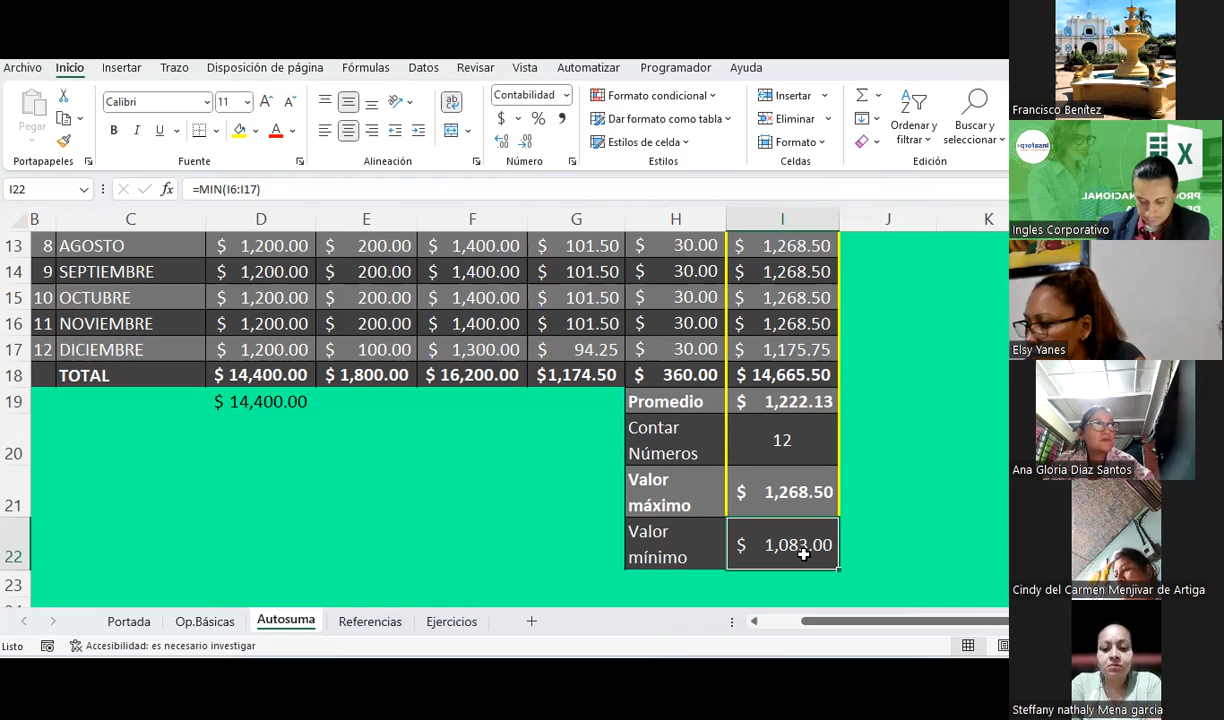 Archivo Inicio Insertar Trazo Disposición de página Fórmulas Datos Revisar Vista Automatizar Programador Ayuda
Pegar
Calibri 11
N K S
Contabilidad
$ % ,
Formato condicional
Dar formato como tabla
Estilos de celda
Insertar
Eliminar
Formato
Ordenar y
filtrar
Buscar y
seleccionar
Portapapeles Fuente Alineación Número Estilos Celdas Edición
I22 fx =MIN(I6:I17)
B C D E F G H I J K
13 8 AGOSTO $ 1,200.00 $ 200.00 $ 1,400.00 $ 101.50 $ 30.00 $ 1,268.50
14 9 SEPTIEMBRE $ 1,200.00 $ 200.00 $ 1,400.00 $ 101.50 $ 30.00 $ 1,268.50
15 10 OCTUBRE $ 1,200.00 $ 200.00 $ 1,400.00 $ 101.50 $ 30.00 $ 1,268.50
16 11 NOVIEMBRE $ 1,200.00 $ 200.00 $ 1,400.00 $ 101.50 $ 30.00 $ 1,268.50
17 12 DICIEMBRE $ 1,200.00 $ 100.00 $ 1,300.00 $ 94.25 $ 30.00 $ 1,175.75
18 TOTAL $ 14,400.00 $ 1,800.00 $ 16,200.00 $1,174.50 $ 360.00 $ 14,665.50
19 $ 14,400.00 Promedio $ 1,222.13
20 Contar
Números 12
21 Valor
máximo $ 1,268.50
22 Valor
mínimo $ 1,083.00
23
Portada Op.Básicas Autosuma Referencias Ejercicios
Listo Accesibilidad: es necesario investigar
Francisco Benítez
insaforp
X
Ingles Corporativo
Elsy Yanes
Ana Gloria Diaz Santos
Cindy del Carmen Menjivar de Artiga
Steffany nathaly Mena garcia